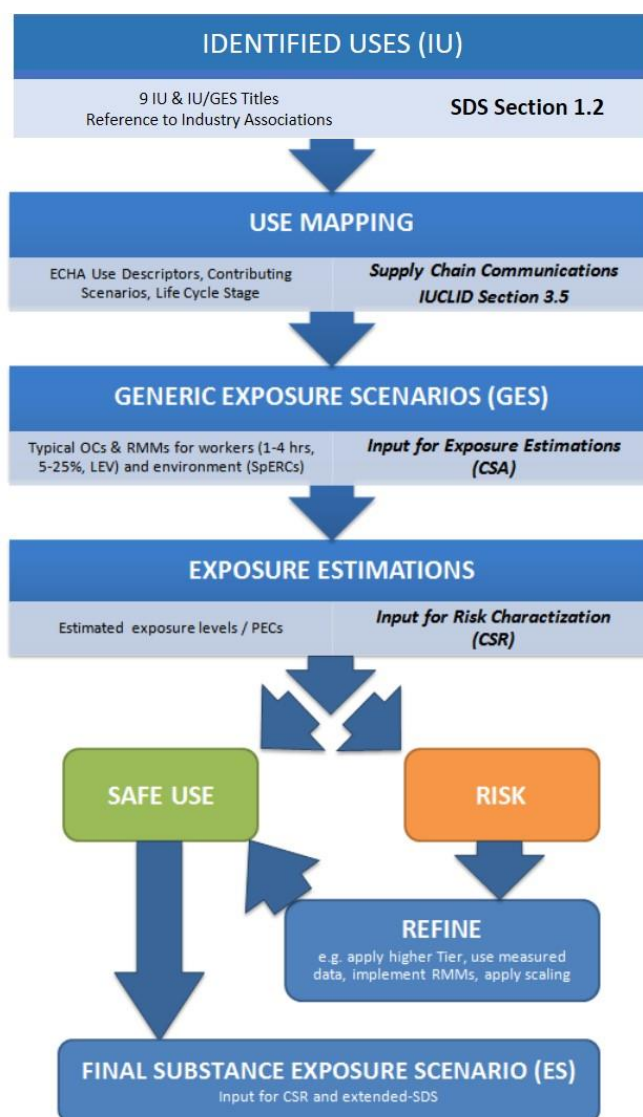 IDENTIFIED USES (IU)
9 IU & IU/GES Titles
Reference to Industry Associations
SDS Section 1.2
USE MAPPING
ECHA Use Descriptors, Contributing
Scenarios, Life Cycle Stage
Supply Chain Communications
IUCLID Section 3.5
GENERIC EXPOSURE SCENARIOS (GES)
Typical OCs & RMMs for workers (1-4 hrs,
5-25%, LEV) and environment (SpERCs)
Input for Exposure Estimations
(CSA)
EXPOSURE ESTIMATIONS
Estimated exposure levels / PECs
Input for Risk Charactization
(CSR)
SAFE USE
RISK
REFINE
e.g. apply higher Tier, use measured
data, implement RMMs, apply scaling
FINAL SUBSTANCE EXPOSURE SCENARIO (ES)
Input for CSR and extended-SDS